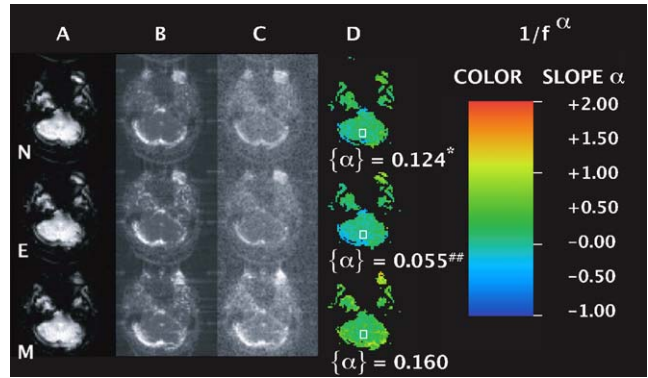 A B C D 1/f α
COLOR SLOPE α
+2.00
+1.50
+1.00
+0.50
-0.00
-0.50
-1.00
N {α} = 0.124*
E {α} = 0.055##
M {α} = 0.160